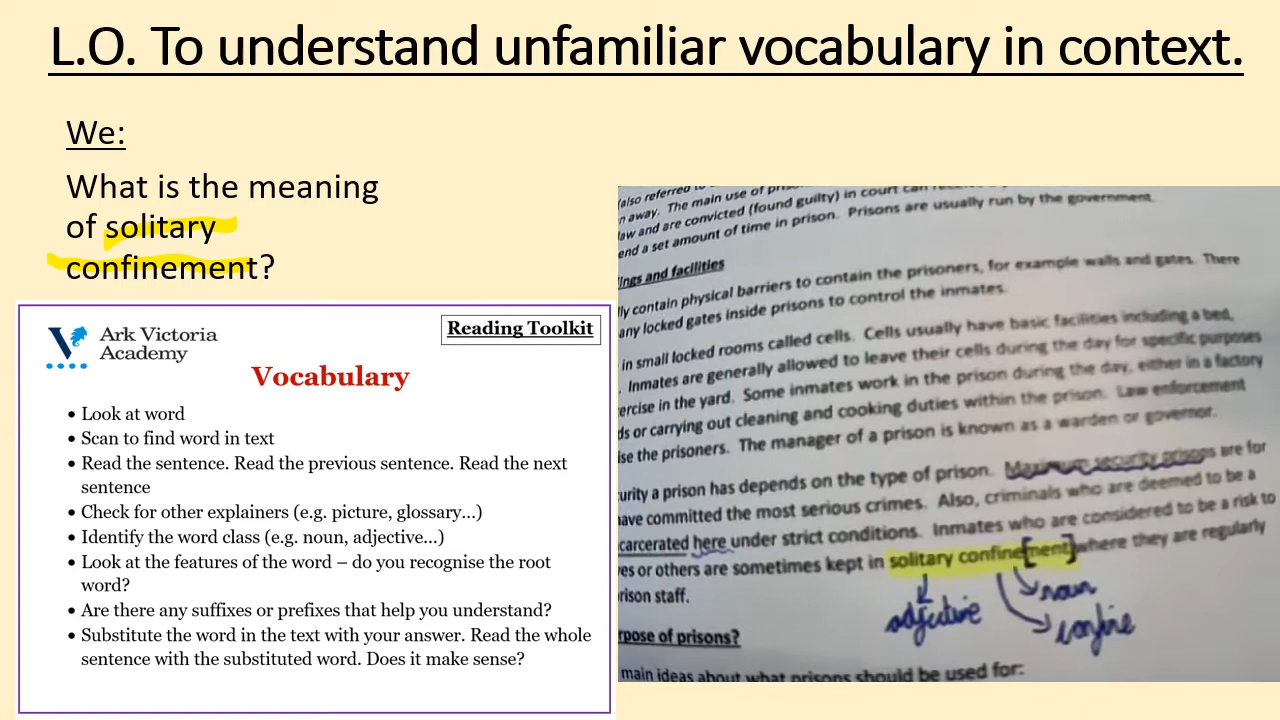 L.O. To understand unfamiliar vocabulary in context.
We:
What is the meaning
of solitary
confinement?
Ark Victoria
Academy
Reading Toolkit
Vocabulary
• Look at word
• Scan to find word in text
• Read the sentence. Read the previous sentence. Read the next
sentence
• Check for other explainers (e.g. picture, glossary...)
• Identify the word class (e.g. noun, adjective...)
• Look at the features of the word – do you recognise the root
word?
• Are there any suffixes or prefixes that help you understand?
• Substitute the word in the text with your answer. Read the whole
sentence with the substituted word. Does it make sense?
also referred to
n away. The main use of
law and are convicted (found guilty) in court can
end a set amount of time in prison. Prisons are usually run by the government.
ings and facilities
lly contain physical barriers to contain the prisoners, for example walls and gates. There
any locked gates inside prisons to control the inmates.
in small locked rooms called cells. Cells usually have basic facilities including a bed,
. Inmates are generally allowed to leave their cells during the day for specific purposes
ercise in the yard. Some inmates work in the prison during the day, either in a factory
ds or carrying out cleaning and cooking duties within the prison. Law enforcement
ise the prisoners. The manager of a prison is known as a warden or governor.
urity a prison has depends on the type of prison. Maximum security prisons are for
have committed the most serious crimes. Also, criminals who are deemed to be a
carcerated here under strict conditions. Inmates who are considered to be a risk to
es or others are sometimes kept in solitary confine[ment] where they are regularly
rison staff.
adjective
noun
confine
rpose of prisons?
main ideas about what prisons should be used for: